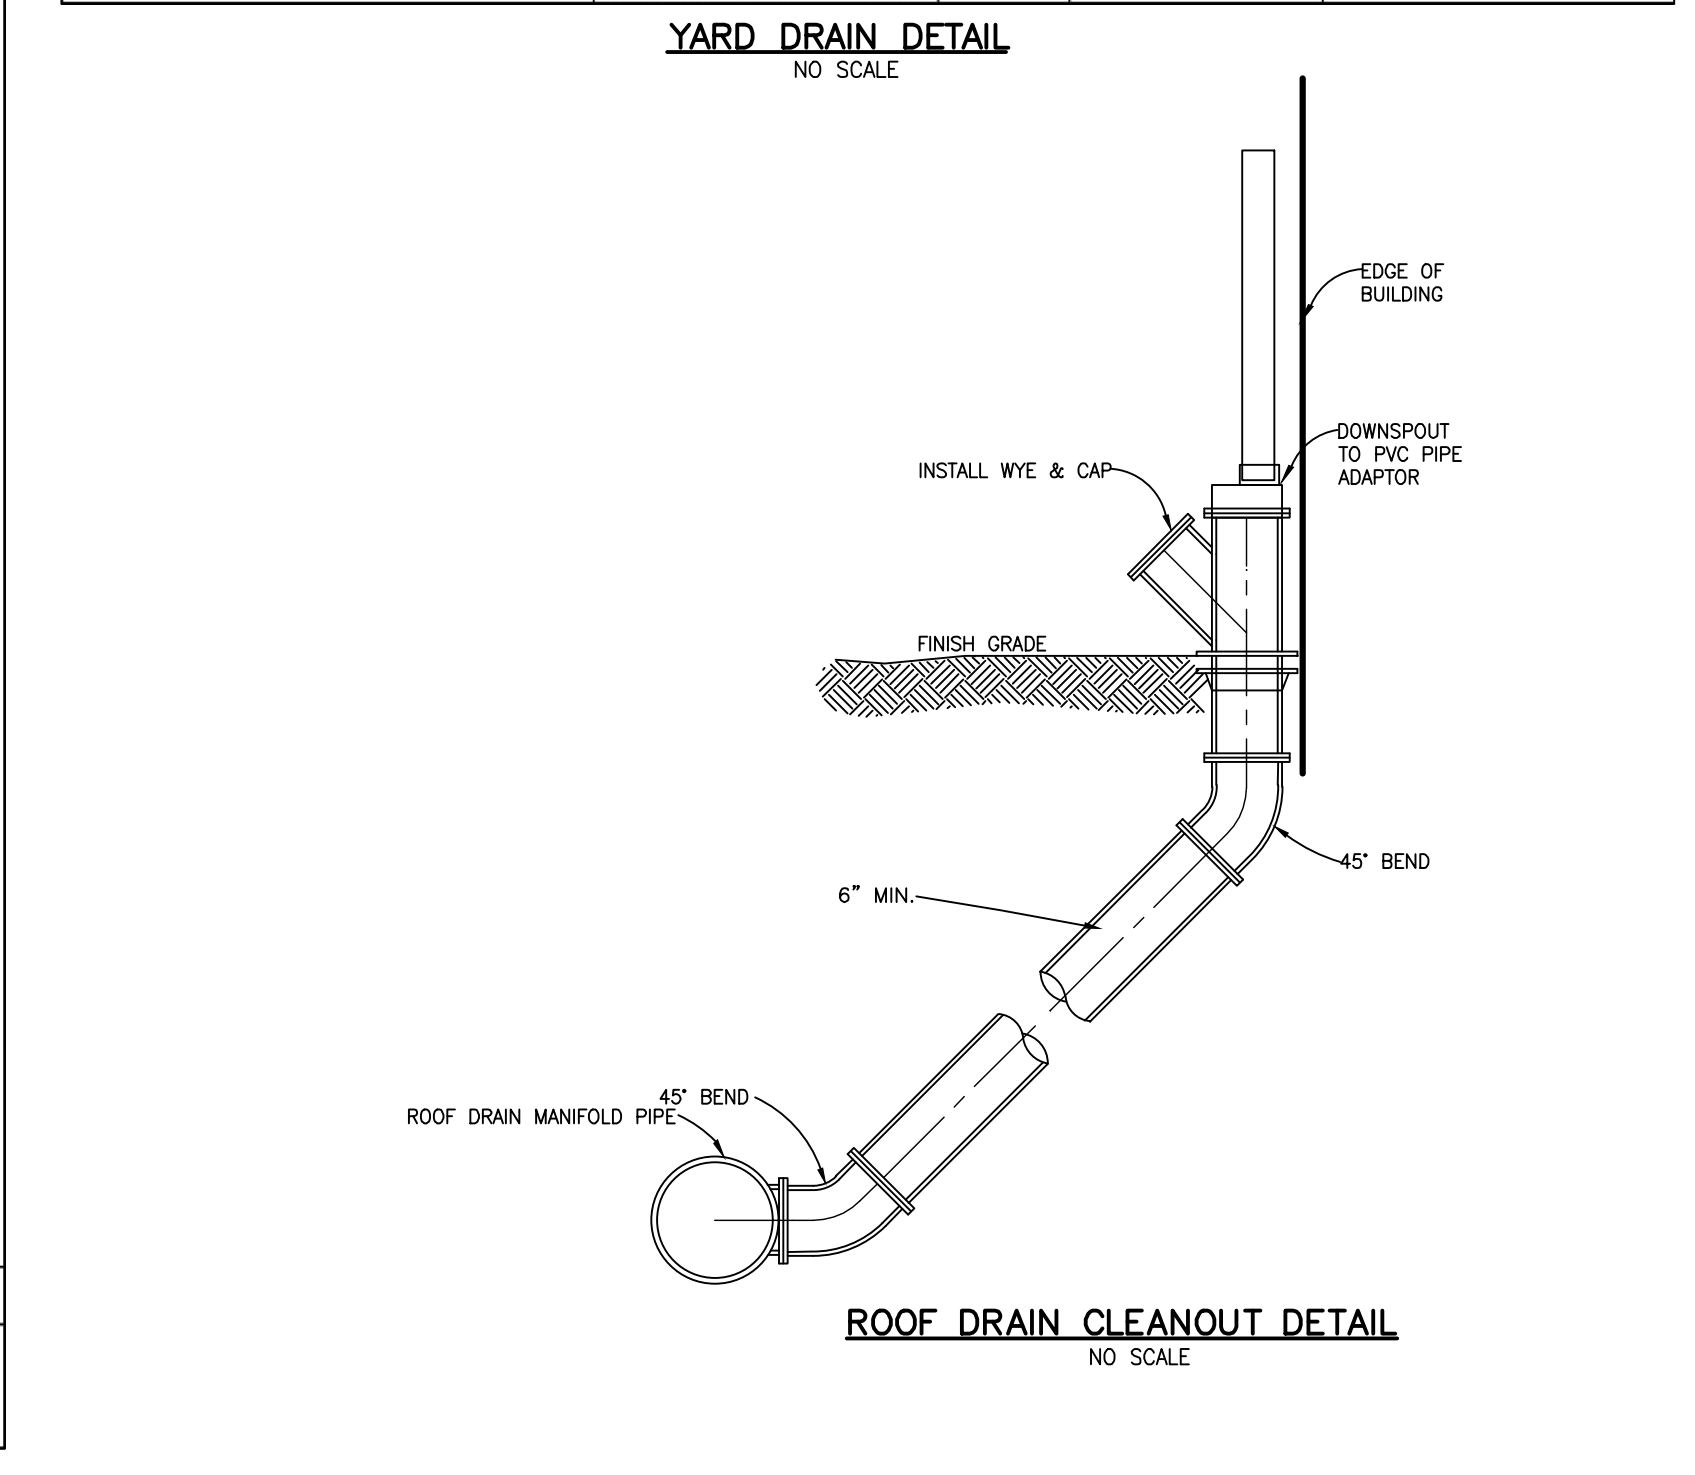 YARD DRAIN DETAIL
NO SCALE
EDGE OF
BUILDING
DOWNSPOUT
TO PVC PIPE
ADAPTOR
INSTALL WYE & CAP
FINISH GRADE
45° BEND
6" MIN.
45° BEND
ROOF DRAIN MANIFOLD PIPE
ROOF DRAIN CLEANOUT DETAIL
NO SCALE